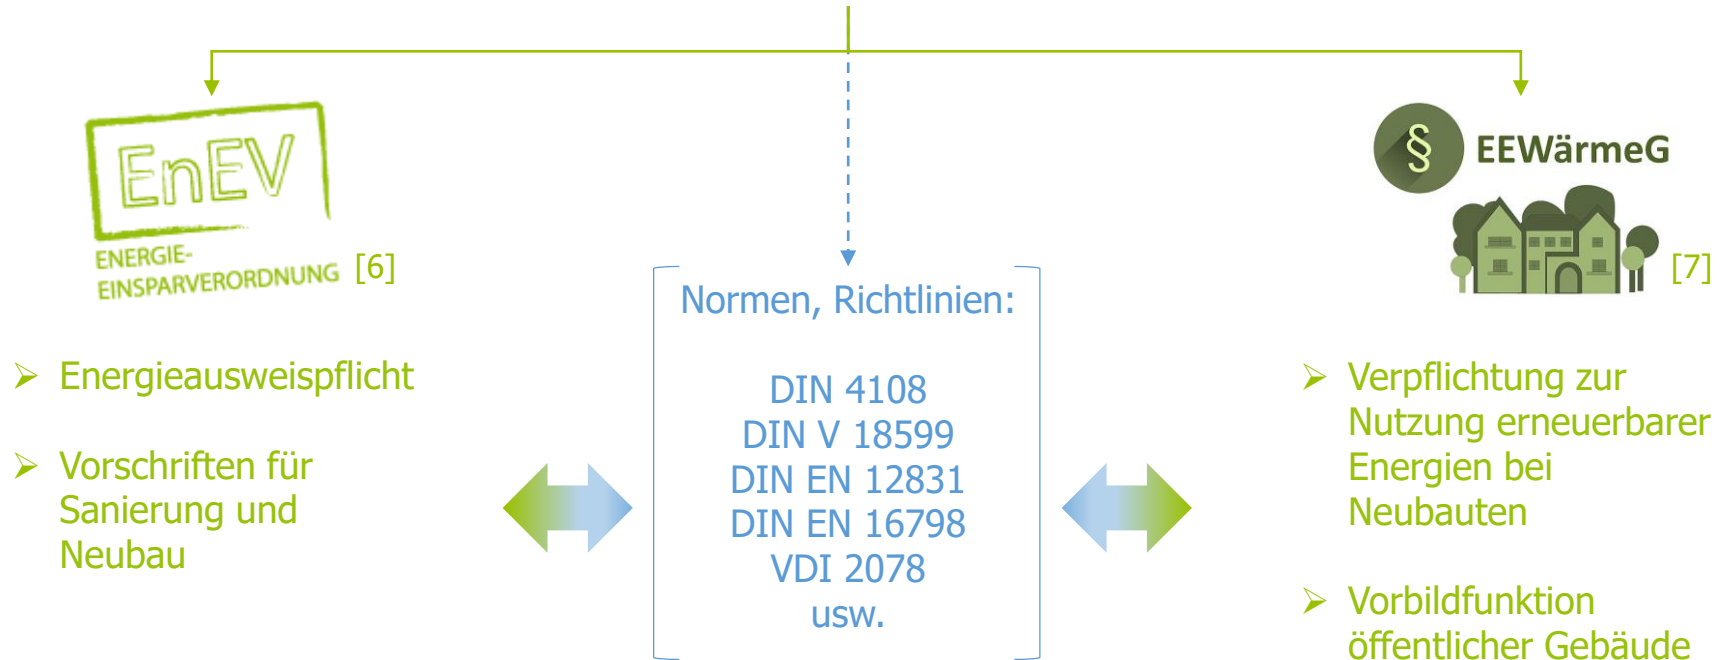 EnEV
ENERGIE-
EINSPARVERORDNUNG [6]
➢ Energieausweispflicht
➢ Vorschriften für
Sanierung und
Neubau
Normen, Richtlinien:
DIN 4108
DIN V 18599
DIN EN 12831
DIN EN 16798
VDI 2078
usw.
§ EEWärmeG
[7]
➢ Verpflichtung zur
Nutzung erneuerbarer
Energien bei
Neubauten
➢ Vorbildfunktion
öffentlicher Gebäude